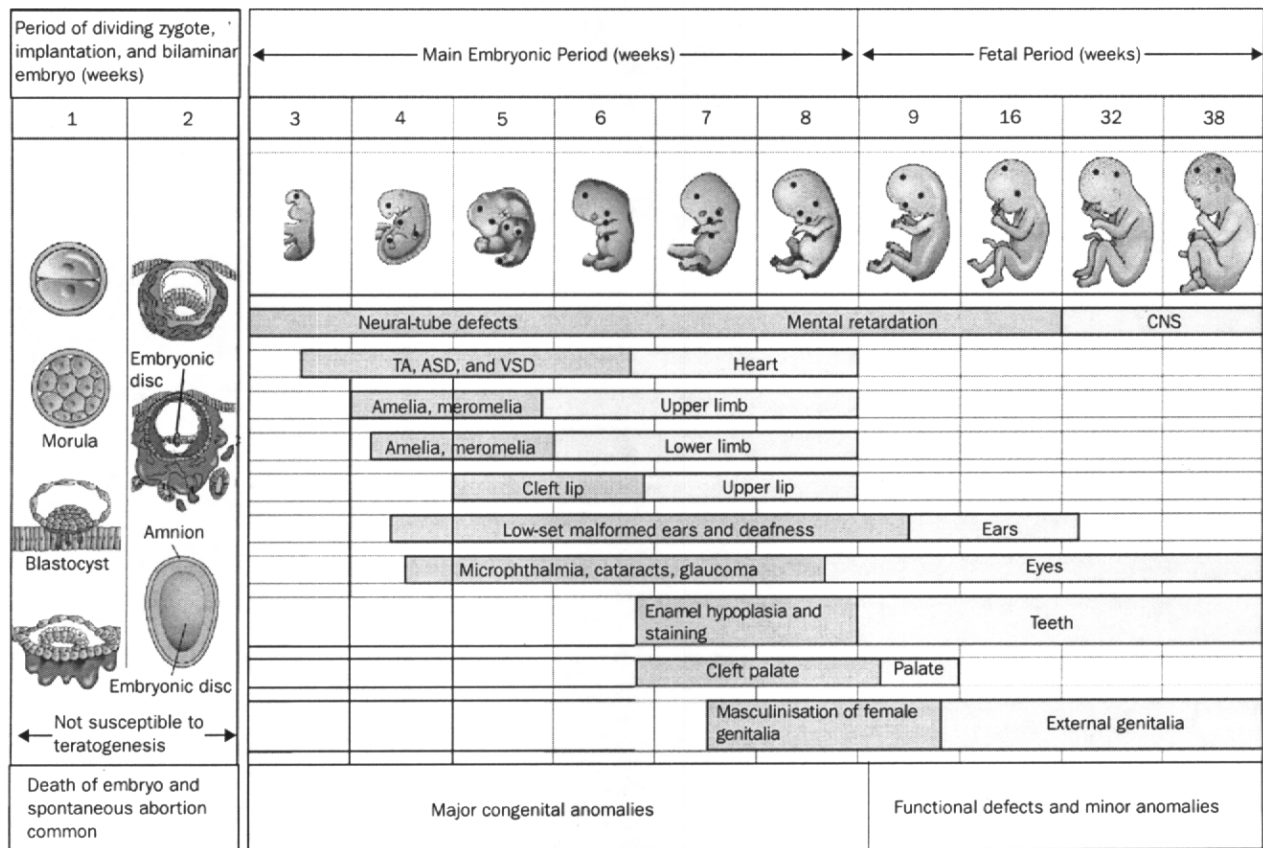 Period of dividing zygote,
implantation, and bilaminar
embryo (weeks)
Main Embryonic Period (weeks)
Fetal Period (weeks)
1
2
3
4
5
6
7
8
9
16
32
38
Neural-tube defects
Mental retardation
CNS
Embryonic
disc
TA, ASD, and VSD
Heart
Amelia, meromelia
Upper limb
Morula
Amelia, meromelia
Lower limb
Cleft lip
Upper lip
Amnion
Low-set malformed ears and deafness
Ears
Blastocyst
Microphthalmia, cataracts, glaucoma
Eyes
Enamel hypoplasia and
staining
Teeth
Cleft palate
Palate
Embryonic disc
Not susceptible to
teratogenesis
Masculinisation of female
genitalia
External genitalia
Death of embryo and
spontaneous abortion
common
Major congenital anomalies
Functional defects and minor anomalies